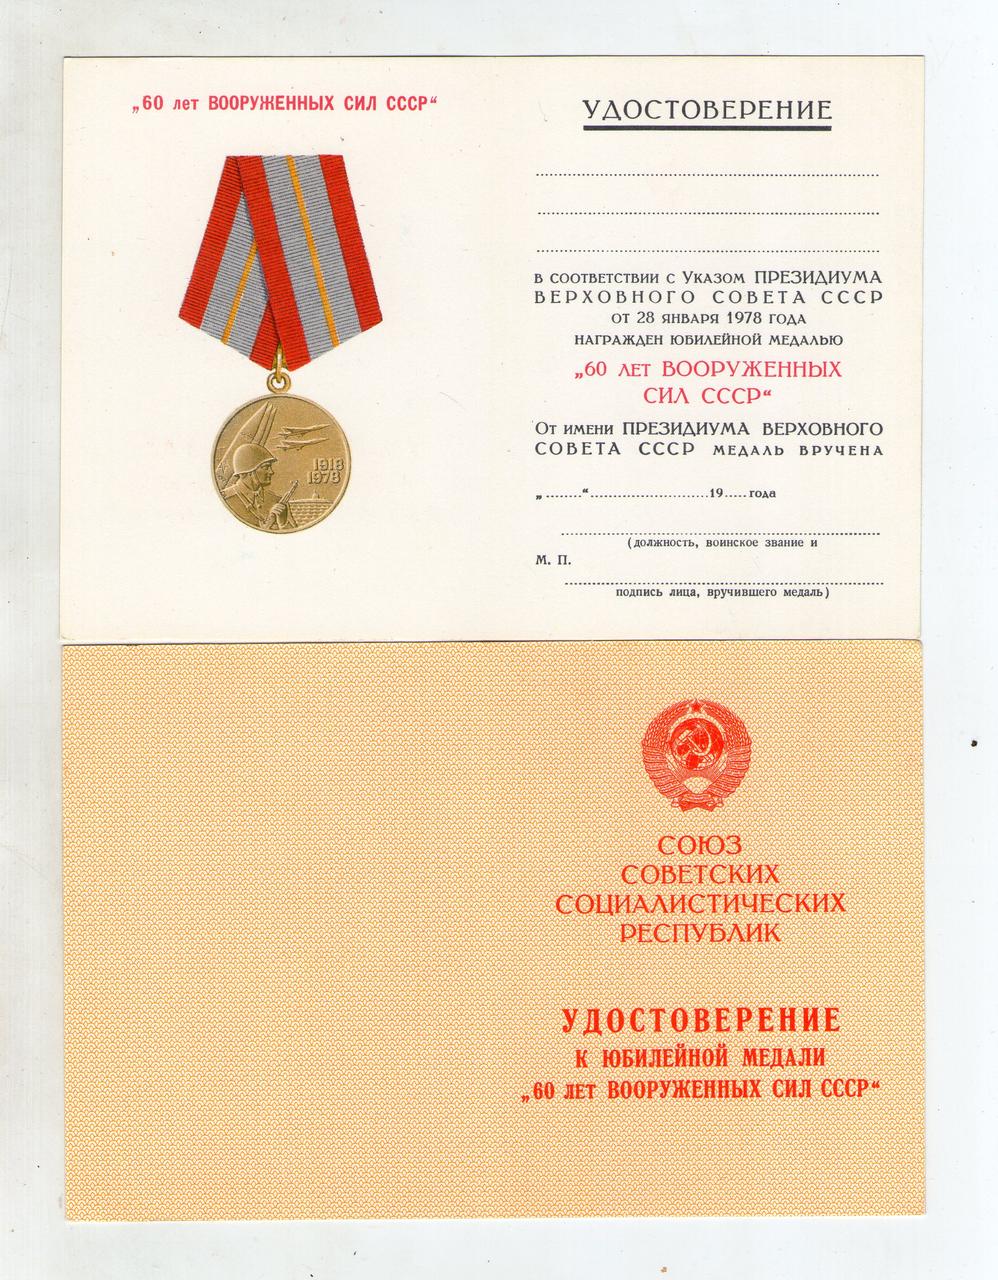 „60 лет ВООРУЖЕННЫХ СИЛ СССР“
1918
1978
УДОСТОВЕРЕНИЕ
В СООТВЕТСТВИИ С УКАЗОМ ПРЕЗИДИУМА
ВЕРХОВНОГО СОВЕТА СССР
ОТ 28 ЯНВАРЯ 1978 ГОДА
НАГРАЖДЕН ЮБИЛЕЙНОЙ МЕДАЛЬЮ
„60 ЛЕТ ВООРУЖЕННЫХ
СИЛ СССР“
ОТ ИМЕНИ ПРЕЗИДИУМА ВЕРХОВНОГО
СОВЕТА СССР МЕДАЛЬ ВРУЧЕНА
„........“..........................19.....года
(должность, воинское звание и
М. П.
подпись лица, вручившего медаль)
СОЮЗ
СОВЕТСКИХ
СОЦИАЛИСТИЧЕСКИХ
РЕСПУБЛИК
УДОСТОВЕРЕНИЕ
К ЮБИЛЕЙНОЙ МЕДАЛИ
„60 ЛЕТ ВООРУЖЕННЫХ СИЛ СССР“